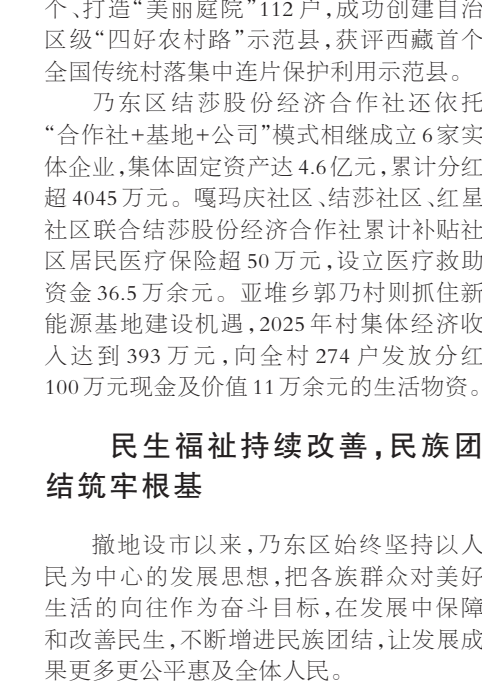 个、打造“美丽庭院”112户,成功创建自治
区级“四好农村路”示范县,获评西藏首个
全国传统村落集中连片保护利用示范县。
乃东区结莎股份经济合作社还依托
“合作社+基地+公司”模式相继成立6家实
体企业,集体固定资产达4.6亿元,累计分红
超4045万元。嘎玛庆社区、结莎社区、红星
社区联合结莎股份经济合作社累计补贴社
区居民医疗保险超50万元,设立医疗救助
资金36.5万余元。亚堆乡郭乃村则抓住新
能源基地建设机遇,2025年村集体经济收
入达到393万元,向全村274户发放分红
100万元现金及价值11万余元的生活物资。
民生福祉持续改善,民族团
结筑牢根基
撤地设市以来,乃东区始终坚持以人
民为中心的发展思想,把各族群众对美好
生活的向往作为奋斗目标,在发展中保障
和改善民生,不断增进民族团结,让发展成
果更多更公平惠及全体人民。